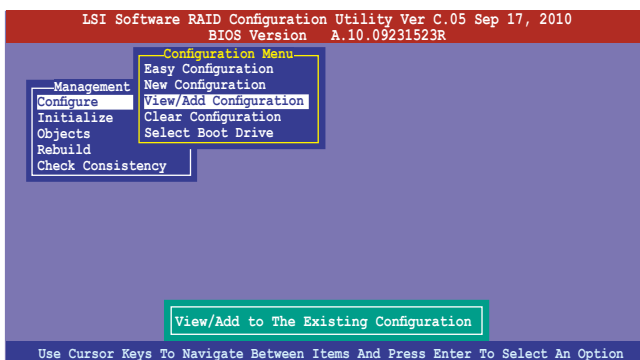 LSI Software RAID Configuration Utility Ver C.05 Sep 17, 2010
BIOS Version A.10.09231523R
Configuration Menu
Easy Configuration
New Configuration
View/Add Configuration
Clear Configuration
Select Boot Drive
Management
Configure
Initialize
Objects
Rebuild
Check Consistency
View/Add to The Existing Configuration
Use Cursor Keys To Navigate Between Items And Press Enter To Select An Option